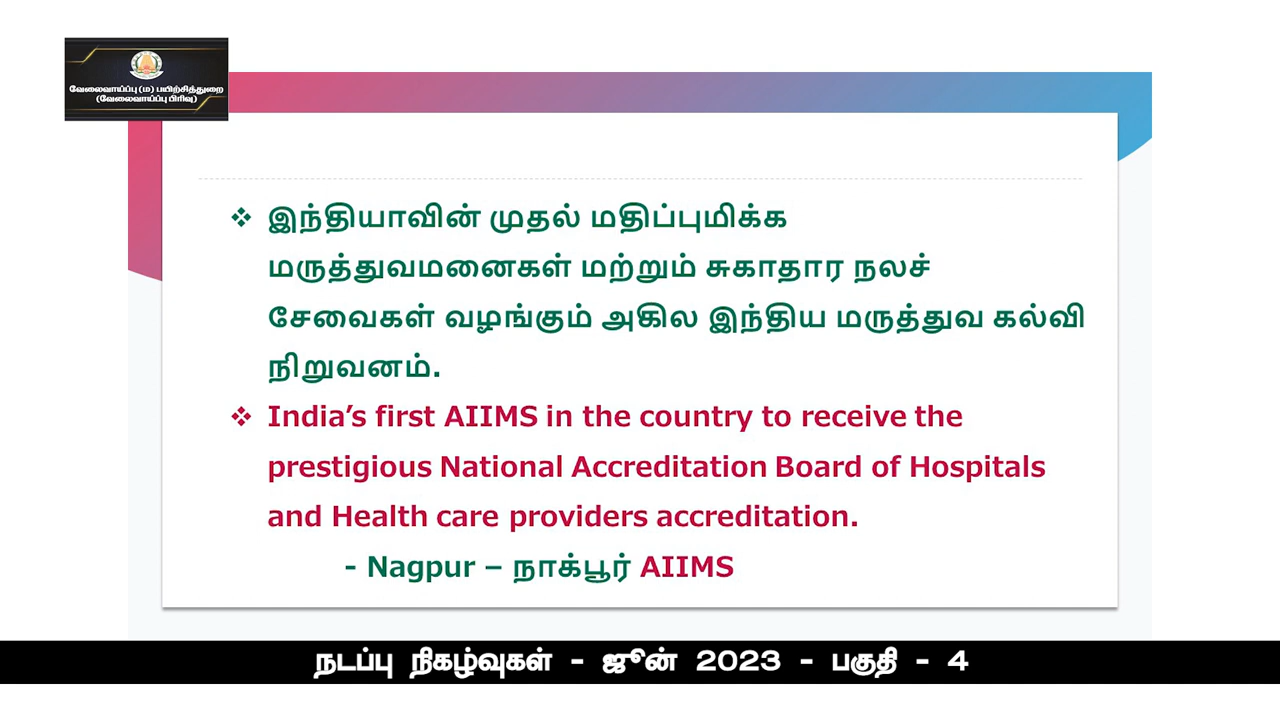 வேலைவாய்ப்பு (ம) பயிற்சித்துறை
(வேலைவாய்ப்பு பிரிவு)
❖ இந்தியாவின் முதல் மதிப்புமிக்க
மருத்துவமனைகள் மற்றும் சுகாதார நலச்
சேவைகள் வழங்கும் அகில இந்திய மருத்துவ கல்வி
நிறுவனம்.
❖ India’s first AIIMS in the country to receive the
prestigious National Accreditation Board of Hospitals
and Health care providers accreditation.
- Nagpur – நாக்பூர் AIIMS
நடப்பு நிகழ்வுகள் - ஜூன் 2023 - பகுதி - 4